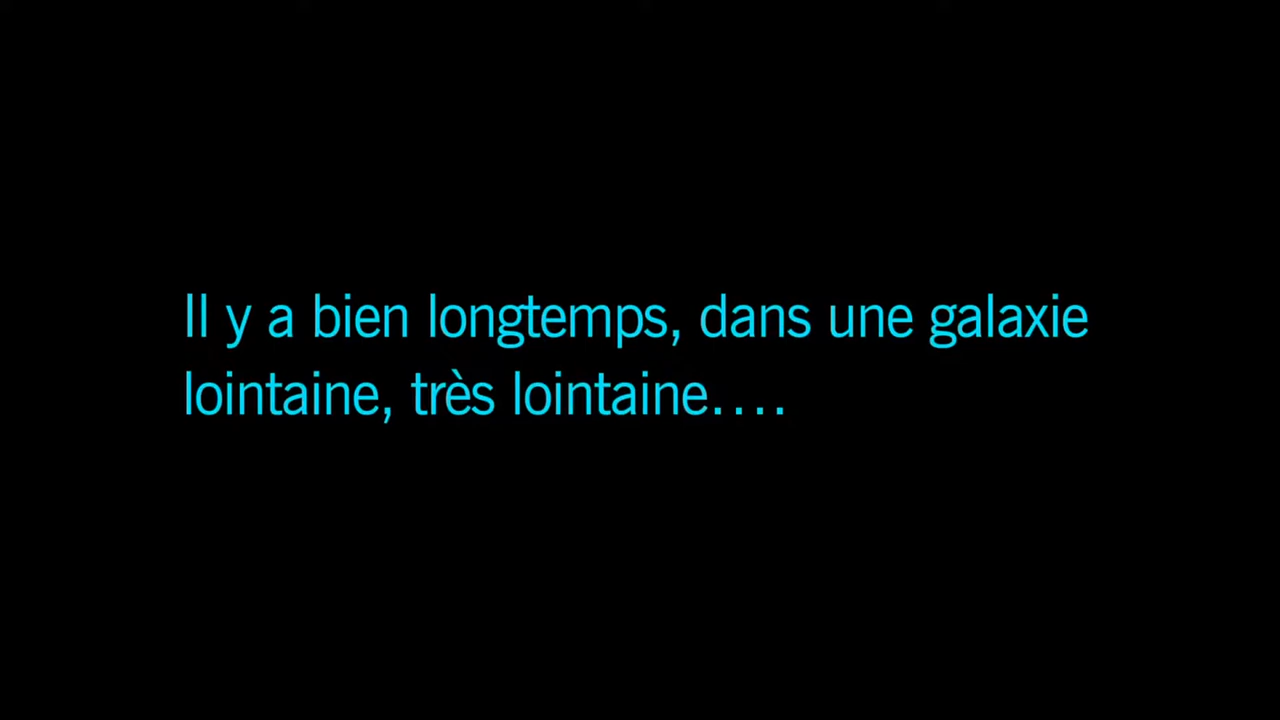 Il y a bien longtemps, dans une galaxie
lointaine, très lointaine....